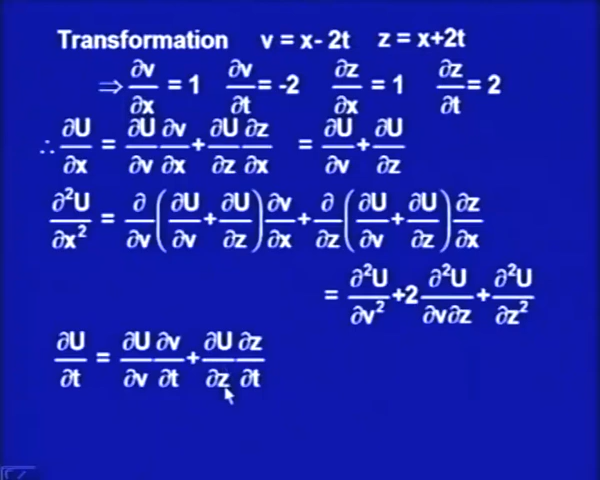 Transformation v = x- 2t z = x+2t
⇒ ∂v/∂x = 1 ∂v/∂t = -2 ∂z/∂x = 1 ∂z/∂t = 2
∴ ∂U/∂x = ∂U/∂v ∂v/∂x + ∂U/∂z ∂z/∂x = ∂U/∂v + ∂U/∂z
∂²U/∂x² = ∂/∂v (∂U/∂v + ∂U/∂z) ∂v/∂x + ∂/∂z (∂U/∂v + ∂U/∂z) ∂z/∂x
= ∂²U/∂v² +2 ∂²U/∂v∂z + ∂²U/∂z²
∂U/∂t = ∂U/∂v ∂v/∂t + ∂U/∂z ∂z/∂t